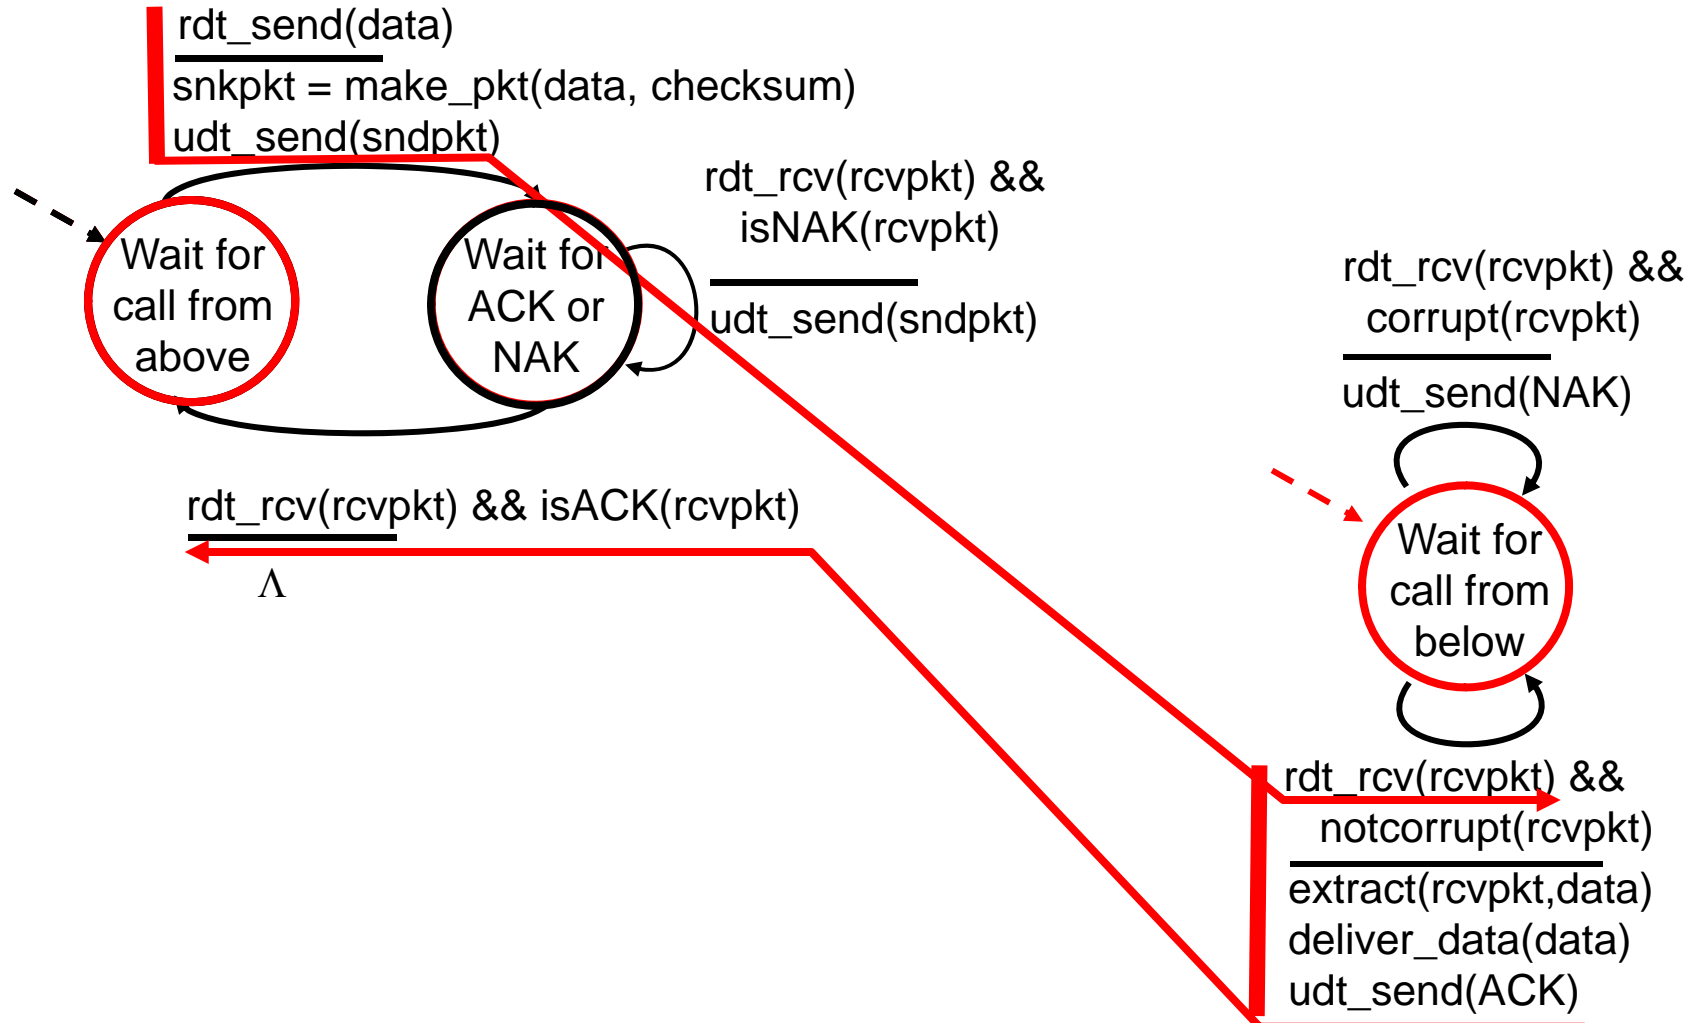 rdt_send(data)
snkpkt = make_pkt(data, checksum)
udt_send(sndpkt)
Wait for
call from
above
Wait for
ACK or
NAK
rdt_rcv(rcvpkt) &&
isNAK(rcvpkt)
udt_send(sndpkt)
rdt_rcv(rcvpkt) && isACK(rcvpkt)
Λ
rdt_rcv(rcvpkt) &&
corrupt(rcvpkt)
udt_send(NAK)
Wait for
call from
below
rdt_rcv(rcvpkt) &&
notcorrupt(rcvpkt)
extract(rcvpkt,data)
deliver_data(data)
udt_send(ACK)